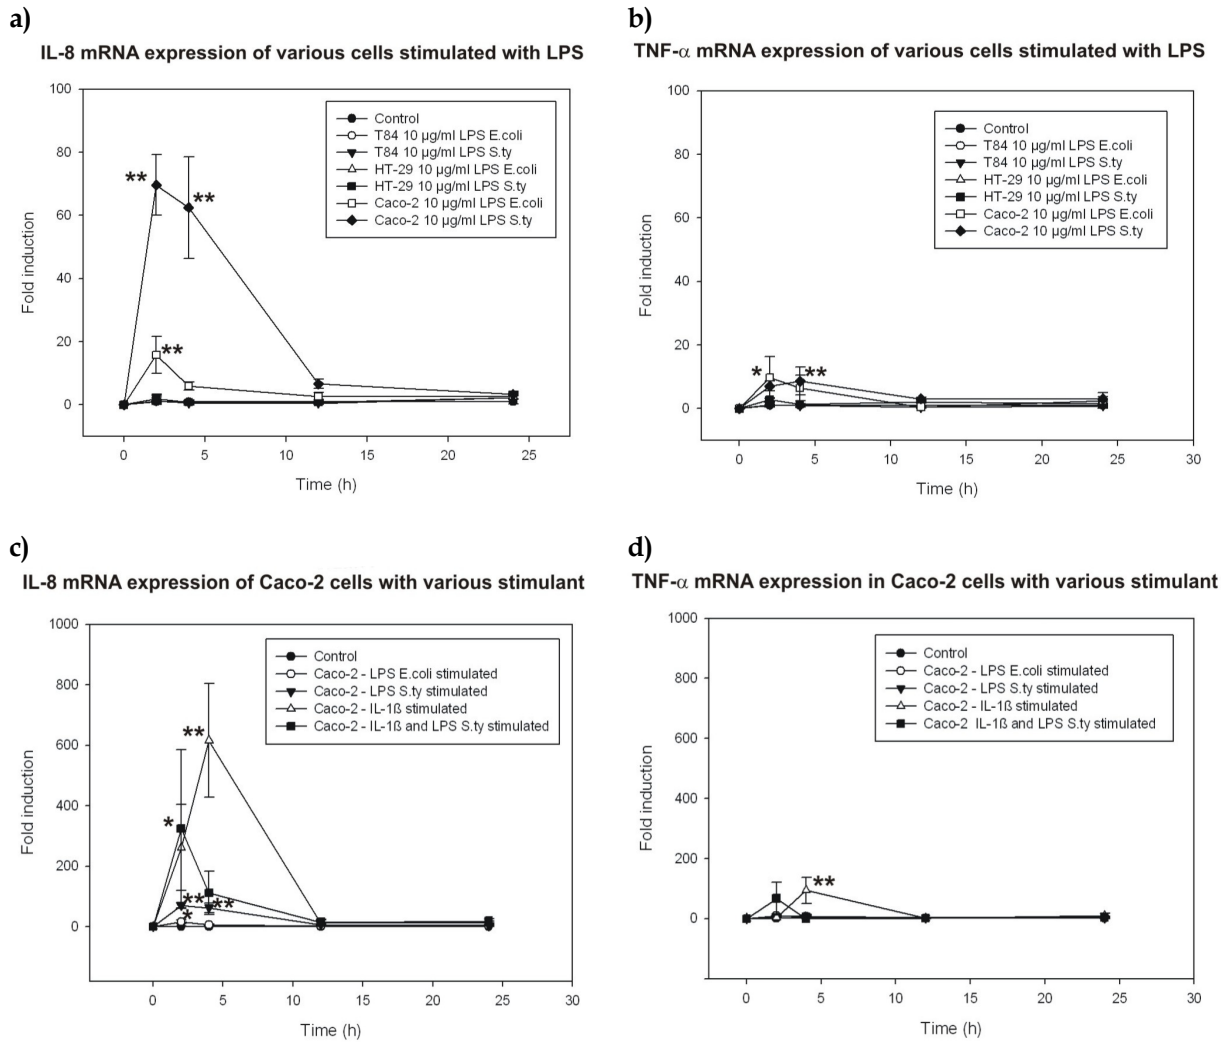 a)
IL-8 mRNA expression of various cells stimulated with LPS
100
80
60
40
20
0
Fold induction
Control
T84 10 µg/ml LPS E.coli
T84 10 µg/ml LPS S.ty
HT-29 10 µg/ml LPS E.coli
HT-29 10 µg/ml LPS S.ty
Caco-2 10 µg/ml LPS E.coli
Caco-2 10 µg/ml LPS S.ty
**
**
**
0 5 10 15 20 25
Time (h)
b)
TNF-α mRNA expression of various cells stimulated with LPS
100
80
60
40
20
0
Fold induction
Control
T84 10 µg/ml LPS E.coli
T84 10 µg/ml LPS S.ty
HT-29 10 µg/ml LPS E.coli
HT-29 10 µg/ml LPS S.ty
Caco-2 10 µg/ml LPS E.coli
Caco-2 10 µg/ml LPS S.ty
* **
0 5 10 15 20 25 30
Time (h)
c)
IL-8 mRNA expression of Caco-2 cells with various stimulant
1000
800
600
400
200
0
Fold induction
Control
Caco-2 - LPS E.coli stimulated
Caco-2 - LPS S.ty stimulated
Caco-2 - IL-1ß stimulated
Caco-2 - IL-1ß and LPS S.ty stimulated
**
*
** **
*
0 5 10 15 20 25 30
Time (h)
d)
TNF-α mRNA expression in Caco-2 cells with various stimulant
1000
800
600
400
200
0
Fold induction
Control
Caco-2 - LPS E.coli stimulated
Caco-2 - LPS S.ty stimulated
Caco-2 - IL-1ß stimulated
Caco-2 IL-1ß and LPS S.ty stimulated
**
0 5 10 15 20 25 30
Time (h)